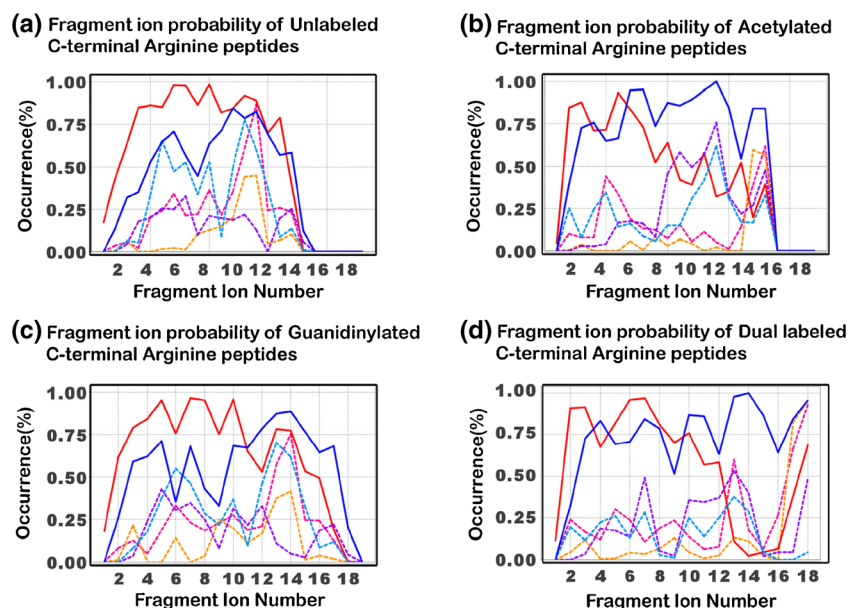 (a) Fragment ion probability of Unlabeled
C-terminal Arginine peptides
1.00
0.75
0.50
0.25
0.00
Occurrence(%)
2 4 6 8 10 12 14 16 18
Fragment Ion Number
(b) Fragment ion probability of Acetylated
C-terminal Arginine peptides
1.00
0.75
0.50
0.25
0.00
Occurrence(%)
2 4 6 8 10 12 14 16 18
Fragment Ion Number
(c) Fragment ion probability of Guanidinylated
C-terminal Arginine peptides
1.00
0.75
0.50
0.25
0.00
Occurrence(%)
2 4 6 8 10 12 14 16 18
Fragment Ion Number
(d) Fragment ion probability of Dual labeled
C-terminal Arginine peptides
1.00
0.75
0.50
0.25
0.00
Occurrence(%)
2 4 6 8 10 12 14 16 18
Fragment Ion Number